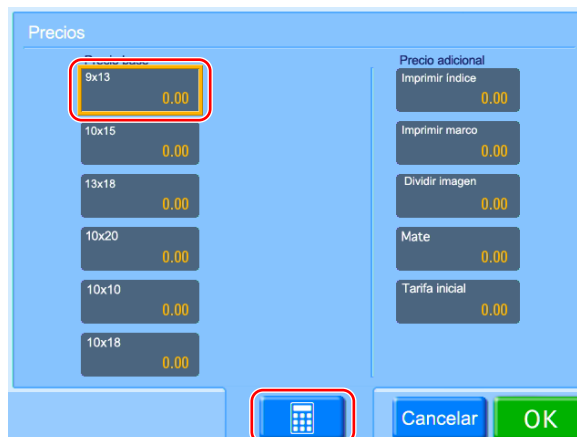 Precios
Precio base
9x13
0.00
10x15
0.00
13x18
0.00
10x20
0.00
10x10
0.00
10x18
0.00
Precio adicional
Imprimir índice
0.00
Imprimir marco
0.00
Dividir imagen
0.00
Mate
0.00
Tarifa inicial
0.00
Cancelar
OK